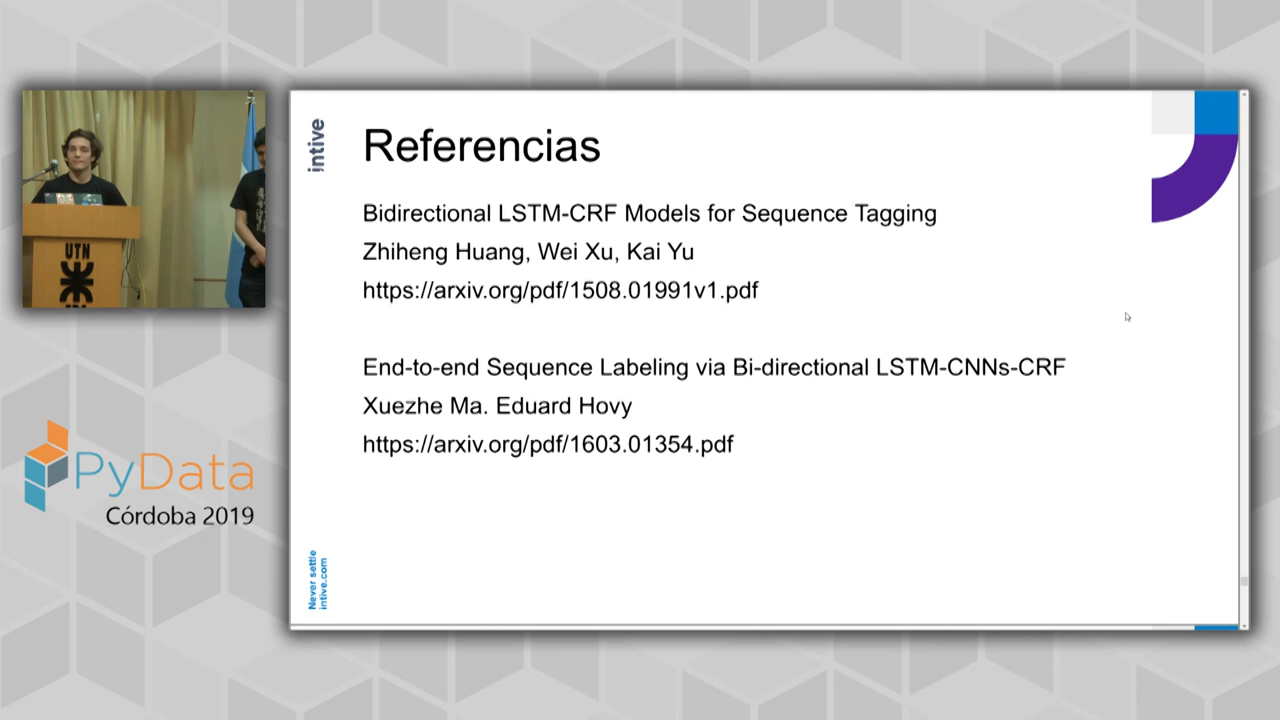 intive
Referencias
Bidirectional LSTM-CRF Models for Sequence Tagging
Zhiheng Huang, Wei Xu, Kai Yu
https://arxiv.org/pdf/1508.01991v1.pdf
End-to-end Sequence Labeling via Bi-directional LSTM-CNNs-CRF
Xuezhe Ma. Eduard Hovy
https://arxiv.org/pdf/1603.01354.pdf
Never settle
intive.com
UTN
PyData
Córdoba 2019